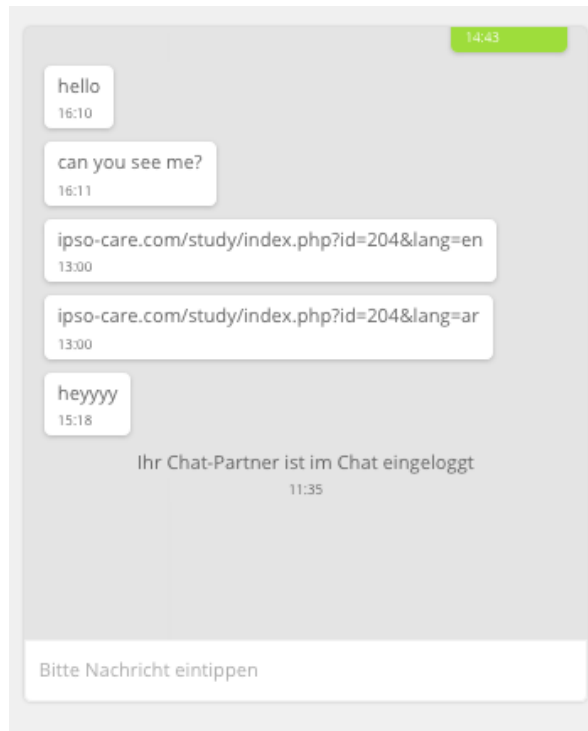 14:43
hello
16:10
can you see me?
16:11
ipso-care.com/study/index.php?id=204&lang=en
13:00
ipso-care.com/study/index.php?id=204&lang=ar
13:00
heyyyy
15:18
Ihr Chat-Partner ist im Chat eingeloggt
11:35
Bitte Nachricht eintippen